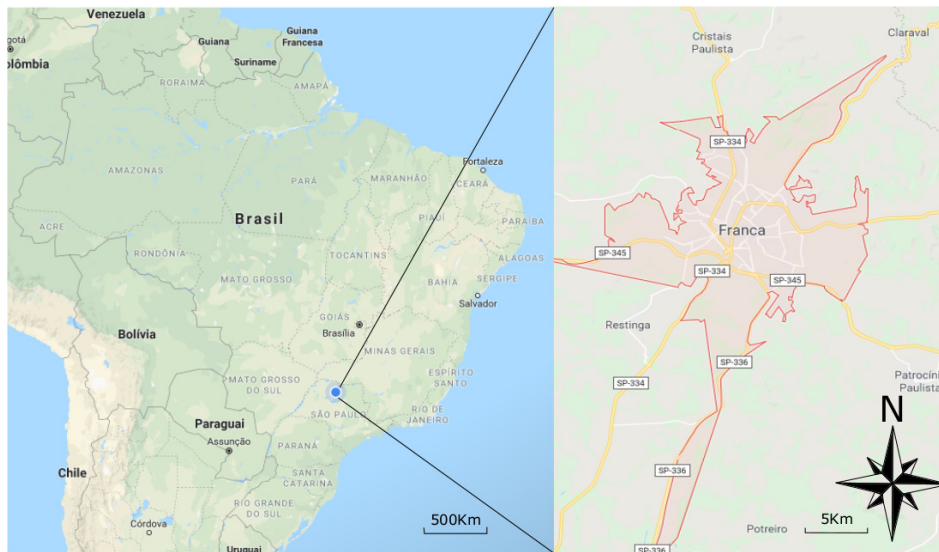 Venezuela
Guiana
Guiana
Francesa
Suriname
gotá
olômbia
RORAIMA
AMAPÁ
AMAZONAS
PARÁ
MARANHÃO
Fortaleza
CEARÁ
PIAUÍ
PARAÍBA
ACRE
Brasil
RONDÔNIA
TOCANTINS
ALAGOAS
MATO GROSSO
BAHIA
SERGIPE
Salvador
GOIÁS
Brasília
Bolívia
MINAS GERAIS
MATO GROSSO
DO SUL
ESPÍRITO
SANTO
SÃO PAULO
RIO DE
JANEIRO
Paraguai
Assunção
PARANÁ
Chile
SANTA
CATARINA
RIO GRANDE
DO SUL
Córdova
Uruguai
500Km
Cristais
Paulista
Claraval
SP-334
Franca
SP-345
SP-334
SP-345
Restinga
SP-336
SP-334
Patrocíni
Paulista
N
SP-336
Potreiro
5Km
SP-336